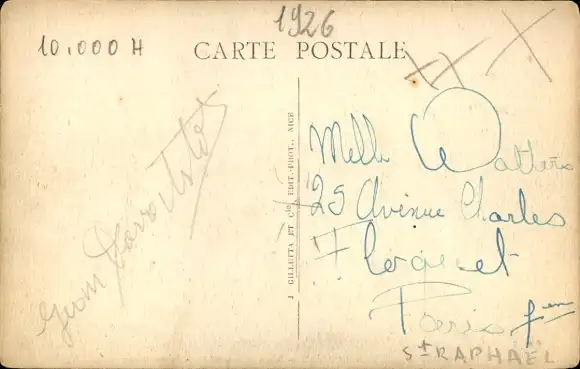 1926
10.000 H
CARTE POSTALE
J. GILLETTA ET Cie, EDIT.-PHOT., NICE
Melle Watters
25 Avenue Charles
Floquet
Paris
St RAPHAEL